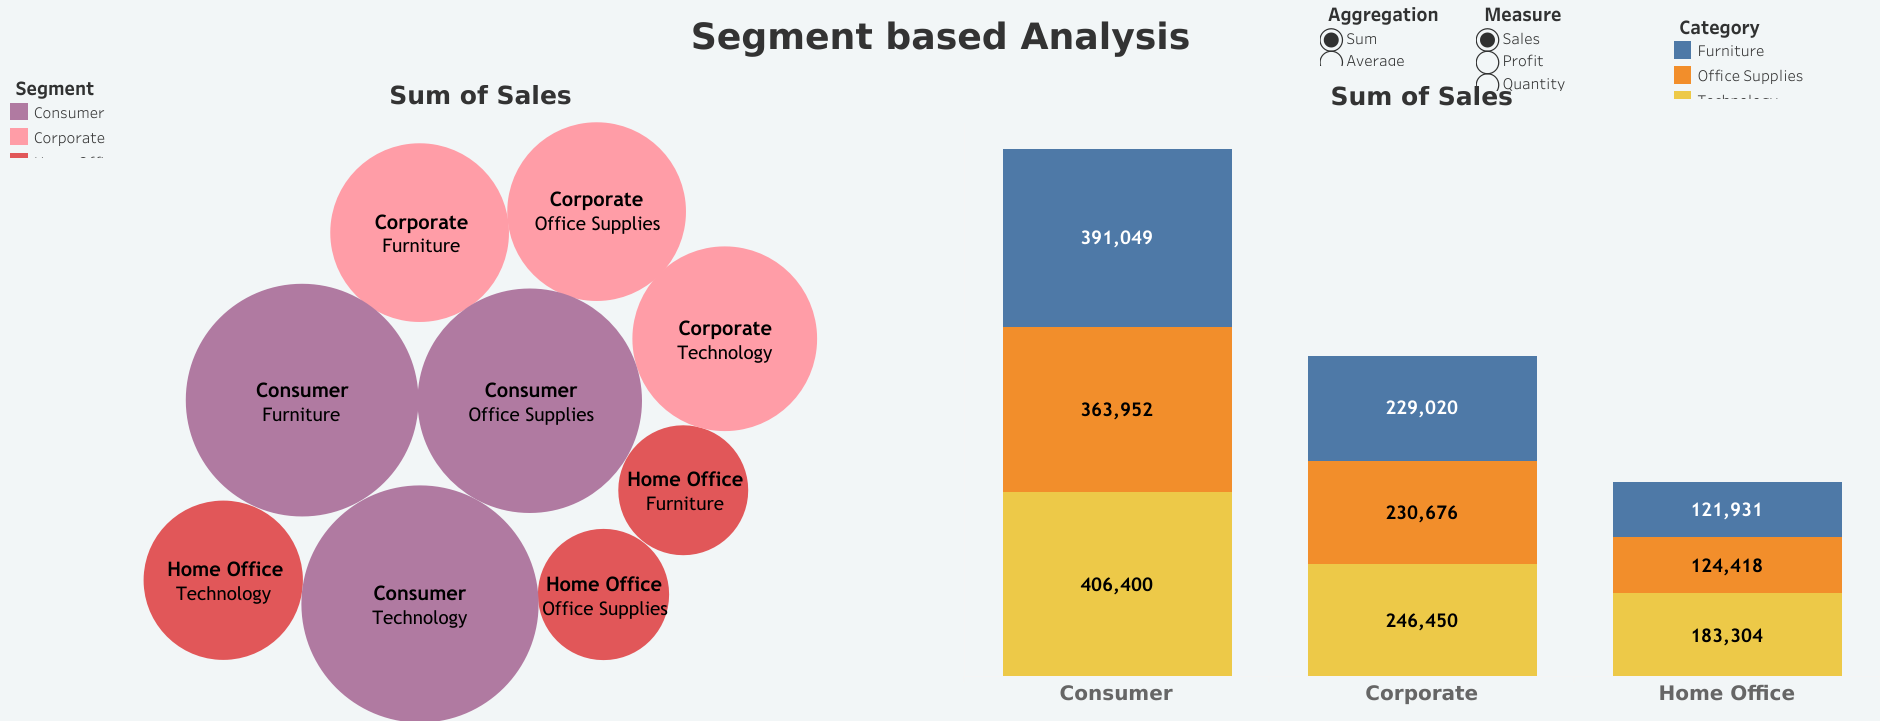 Segment based Analysis
Aggregation
Sum
Average
Measure
Sales
Profit
Quantity
Category
Furniture
Office Supplies
Technology
Segment
Consumer
Corporate
Sum of Sales
Corporate
Furniture
Corporate
Office Supplies
Corporate
Technology
Consumer
Furniture
Consumer
Office Supplies
Home Office
Furniture
Home Office
Technology
Consumer
Technology
Home Office
Office Supplies
Sum of Sales
391,049
363,952
406,400
229,020
230,676
246,450
121,931
124,418
183,304
Consumer
Corporate
Home Office